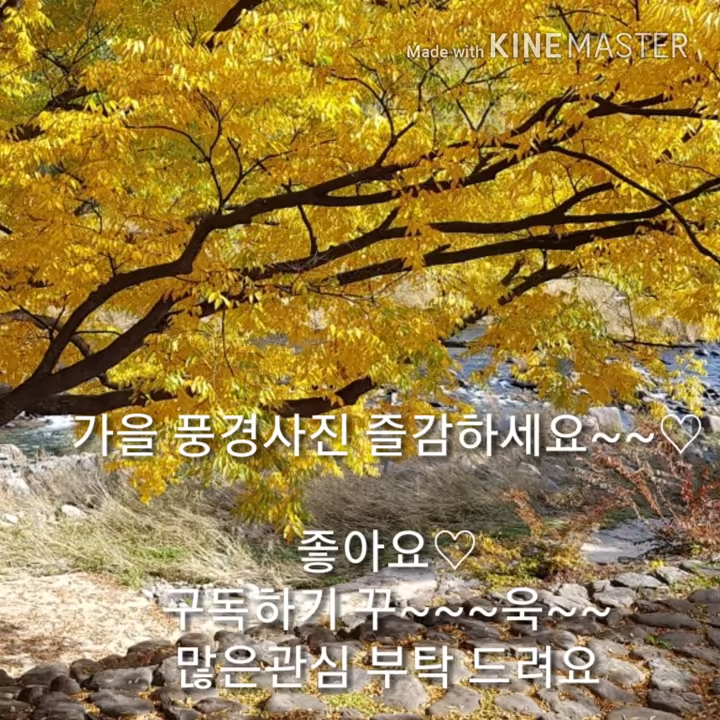 Made with KINEMASTER
가을 풍경사진 즐감하세요~~♡
좋아요♡
구독하기 꾸~~~욱~~
많은관심 부탁 드려요